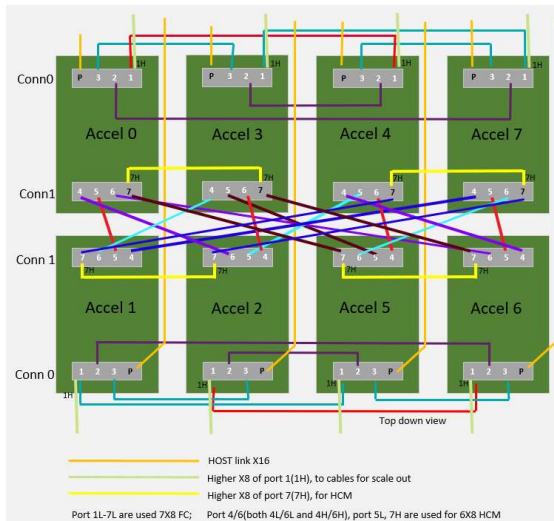 1H 1H 1H 1H
Conn0 P 3 2 1 P 3 2 1 P 3 2 1 P 3 2 1
Accel 0 Accel 3 Accel 4 Accel 7
7H 7H 7H 7H
Conn1 4 5 6 7 4 5 6 7 4 5 6 7 4 5 6 7
Conn 1 7 6 5 4 7 6 5 4 7 6 5 4 7 6 5 4
7H 7H 7H 7H
Accel 1 Accel 2 Accel 5 Accel 6
Conn 0 1 2 3 P 1 2 3 P 1 2 3 P 1 2 3 P
1H 1H 1H 1H
Top down view
HOST link X16
Higher X8 of port 1(1H), to cables for scale out
Higher X8 of port 7(7H), for HCM
Port 1L-7L are used 7X8 FC; Port 4/6(both 4L/6L and 4H/6H), port 5L, 7H are used for 6X8 HCM